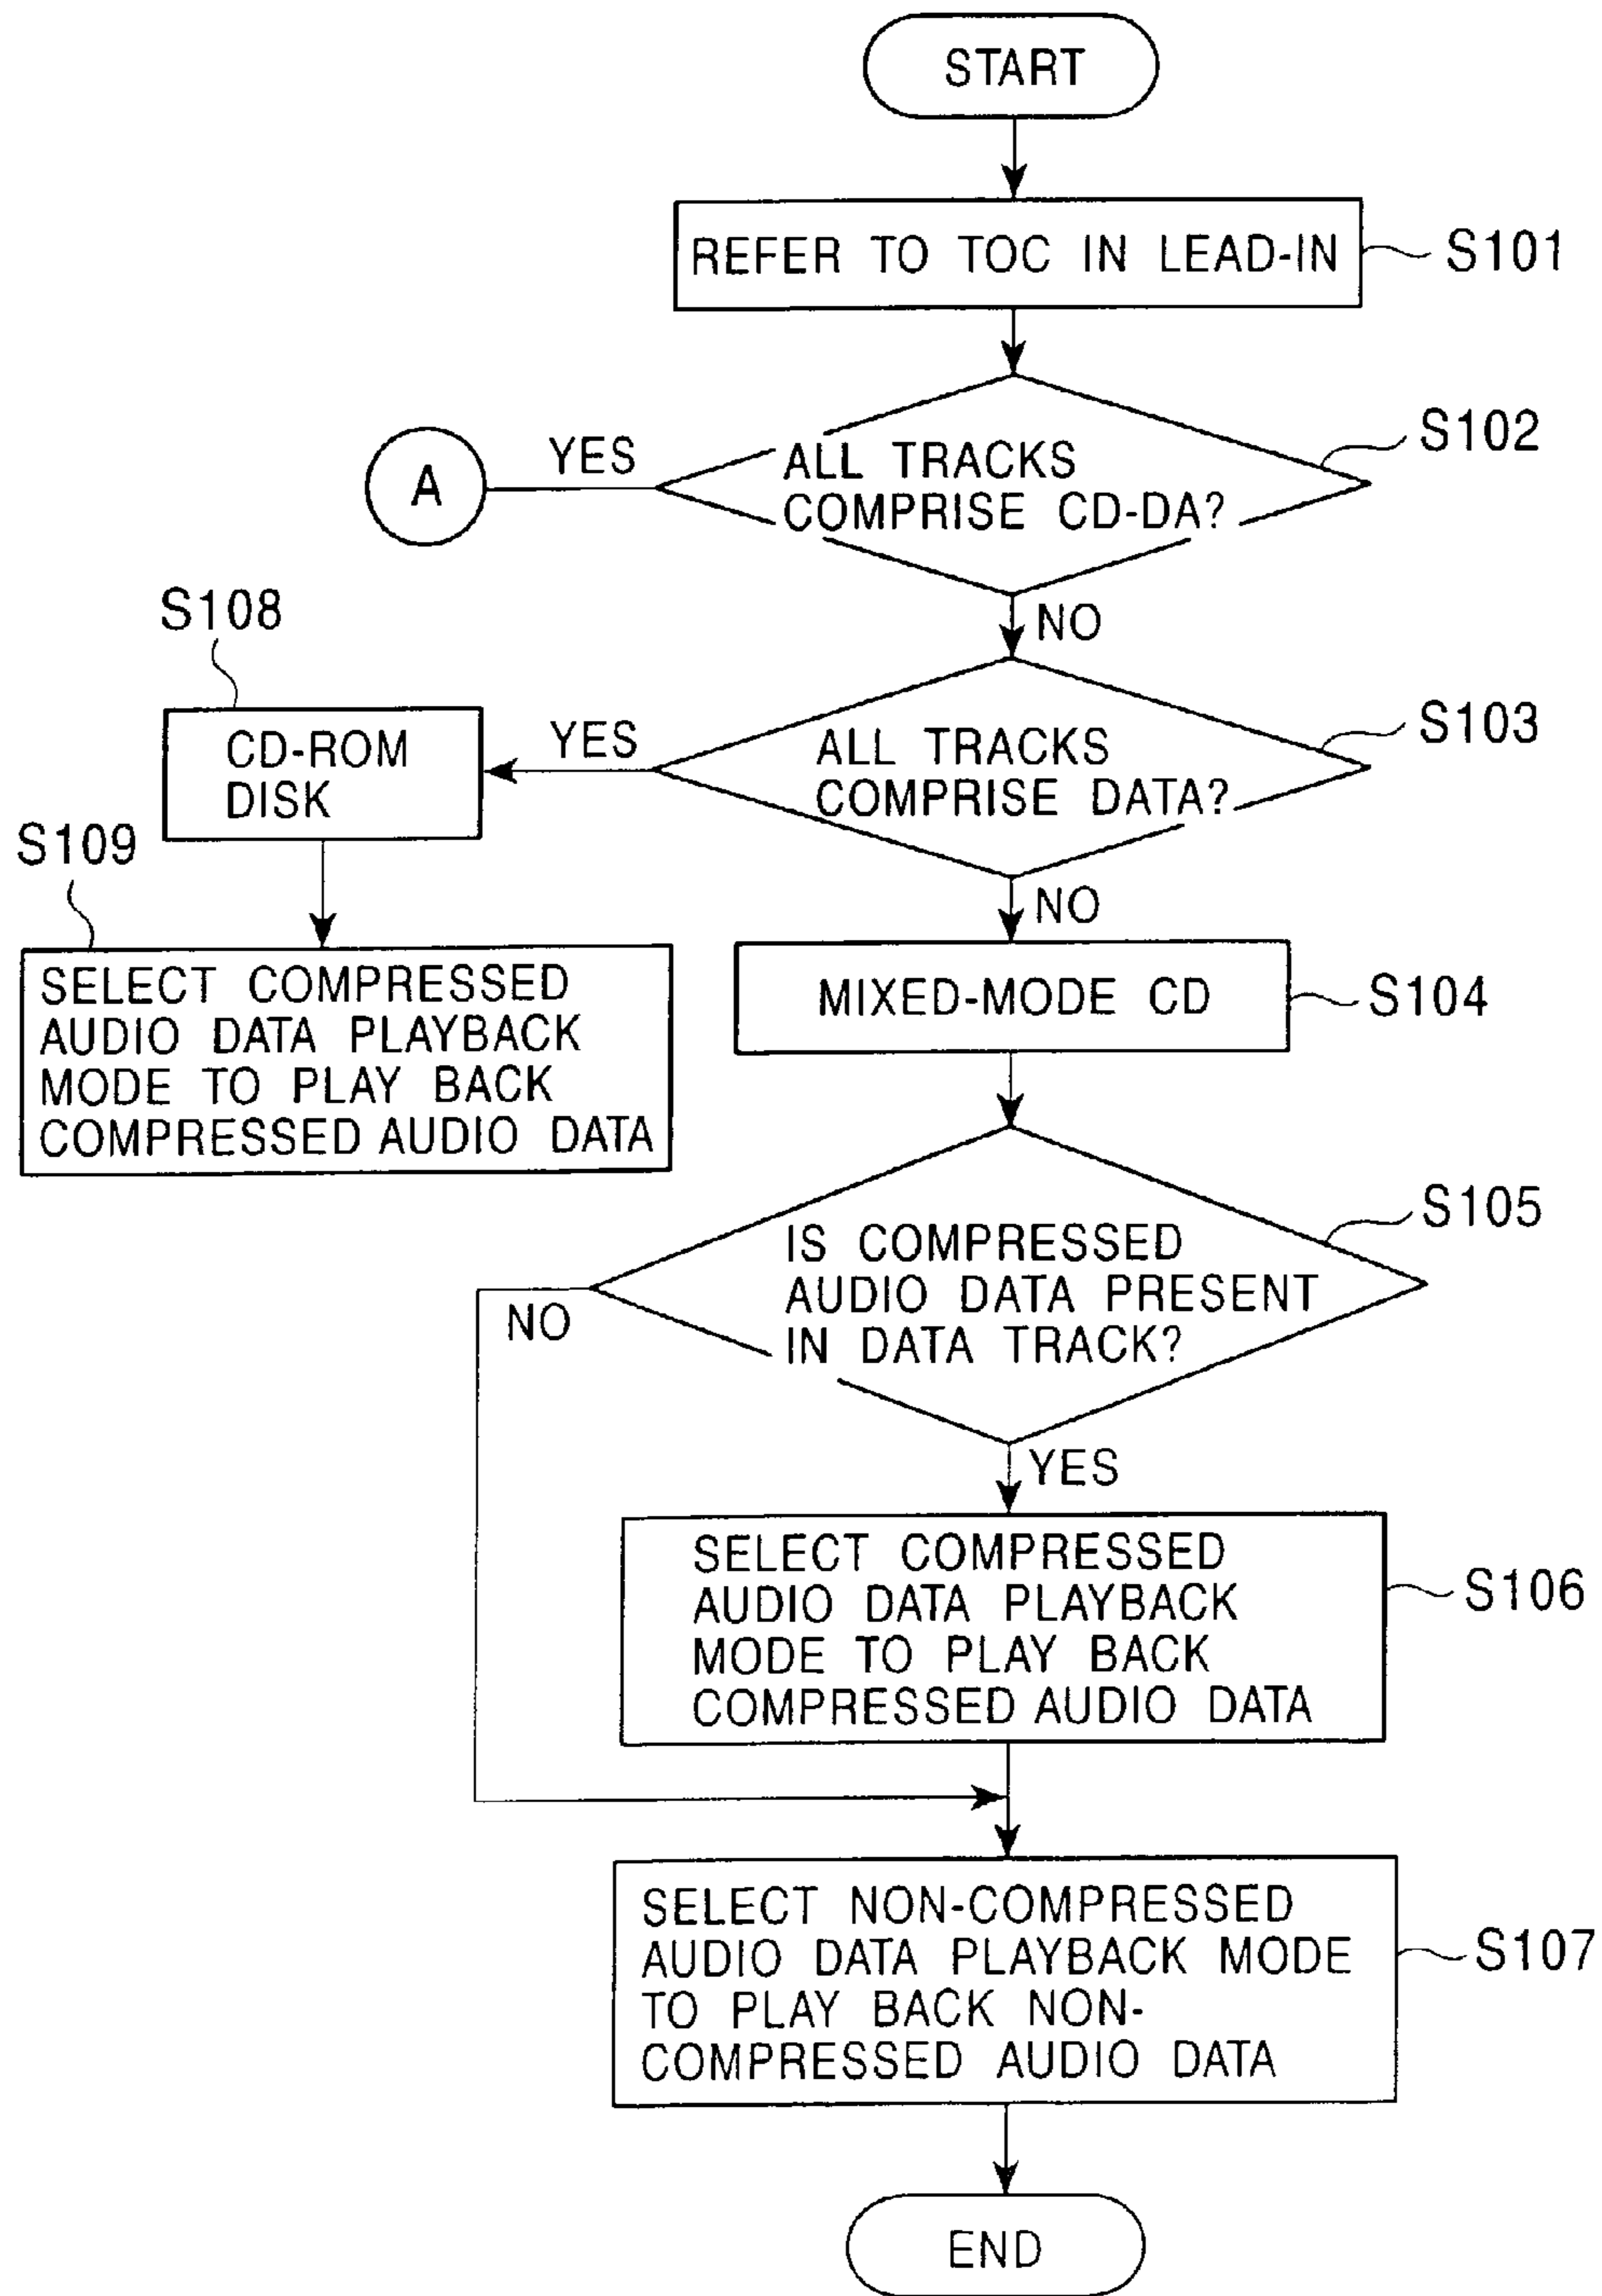 START
REFER TO TOC IN LEAD-IN
S101
ALL TRACKS
COMPRISE CD-DA?
S102
YES
A
NO
ALL TRACKS
COMPRISE DATA?
S103
YES
S108
CD-ROM
DISK
S109
SELECT COMPRESSED
AUDIO DATA PLAYBACK
MODE TO PLAY BACK
COMPRESSED AUDIO DATA
NO
MIXED-MODE CD
S104
IS COMPRESSED
AUDIO DATA PRESENT
IN DATA TRACK?
S105
NO
YES
SELECT COMPRESSED
AUDIO DATA PLAYBACK
MODE TO PLAY BACK
COMPRESSED AUDIO DATA
S106
SELECT NON-COMPRESSED
AUDIO DATA PLAYBACK MODE
TO PLAY BACK NON-
COMPRESSED AUDIO DATA
S107
END